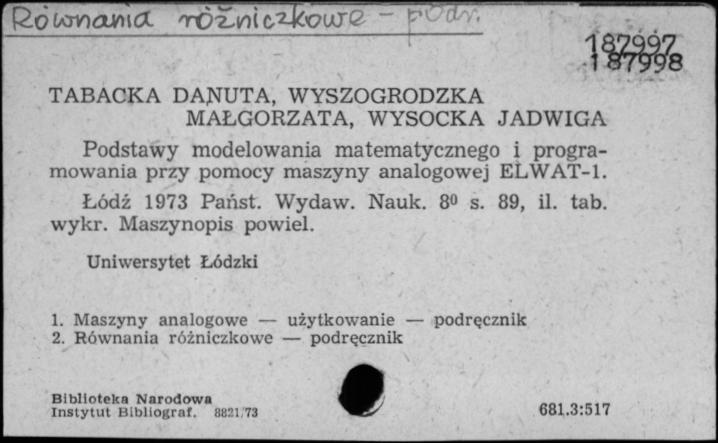 Równania różniczkowe - podr.
187997
187998
TABACKA DANUTA, WYSZOGRODZKA
MAŁGORZATA, WYSOCKA JADWIGA
Podstawy modelowania matematycznego i progra-
mowania przy pomocy maszyny analogowej ELWAT-1.
Łódź 1973 Państ. Wydaw. Nauk. 8⁰ s. 89, il. tab.
wykr. Maszynopis powiel.
Uniwersytet Łódzki
1. Maszyny analogowe — użytkowanie — podręcznik
2. Równania różniczkowe — podręcznik
Biblioteka Narodowa
Instytut Bibliograf. 8821/73
681.3:517